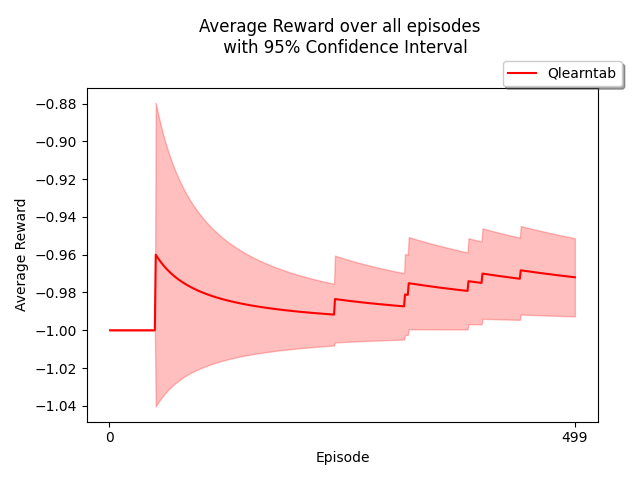 Average Reward over all episodes
with 95% Confidence Interval
Qlearntab
−0.88
−0.90
−0.92
−0.94
−0.96
−0.98
−1.00
−1.02
−1.04
Average Reward
0
499
Episode